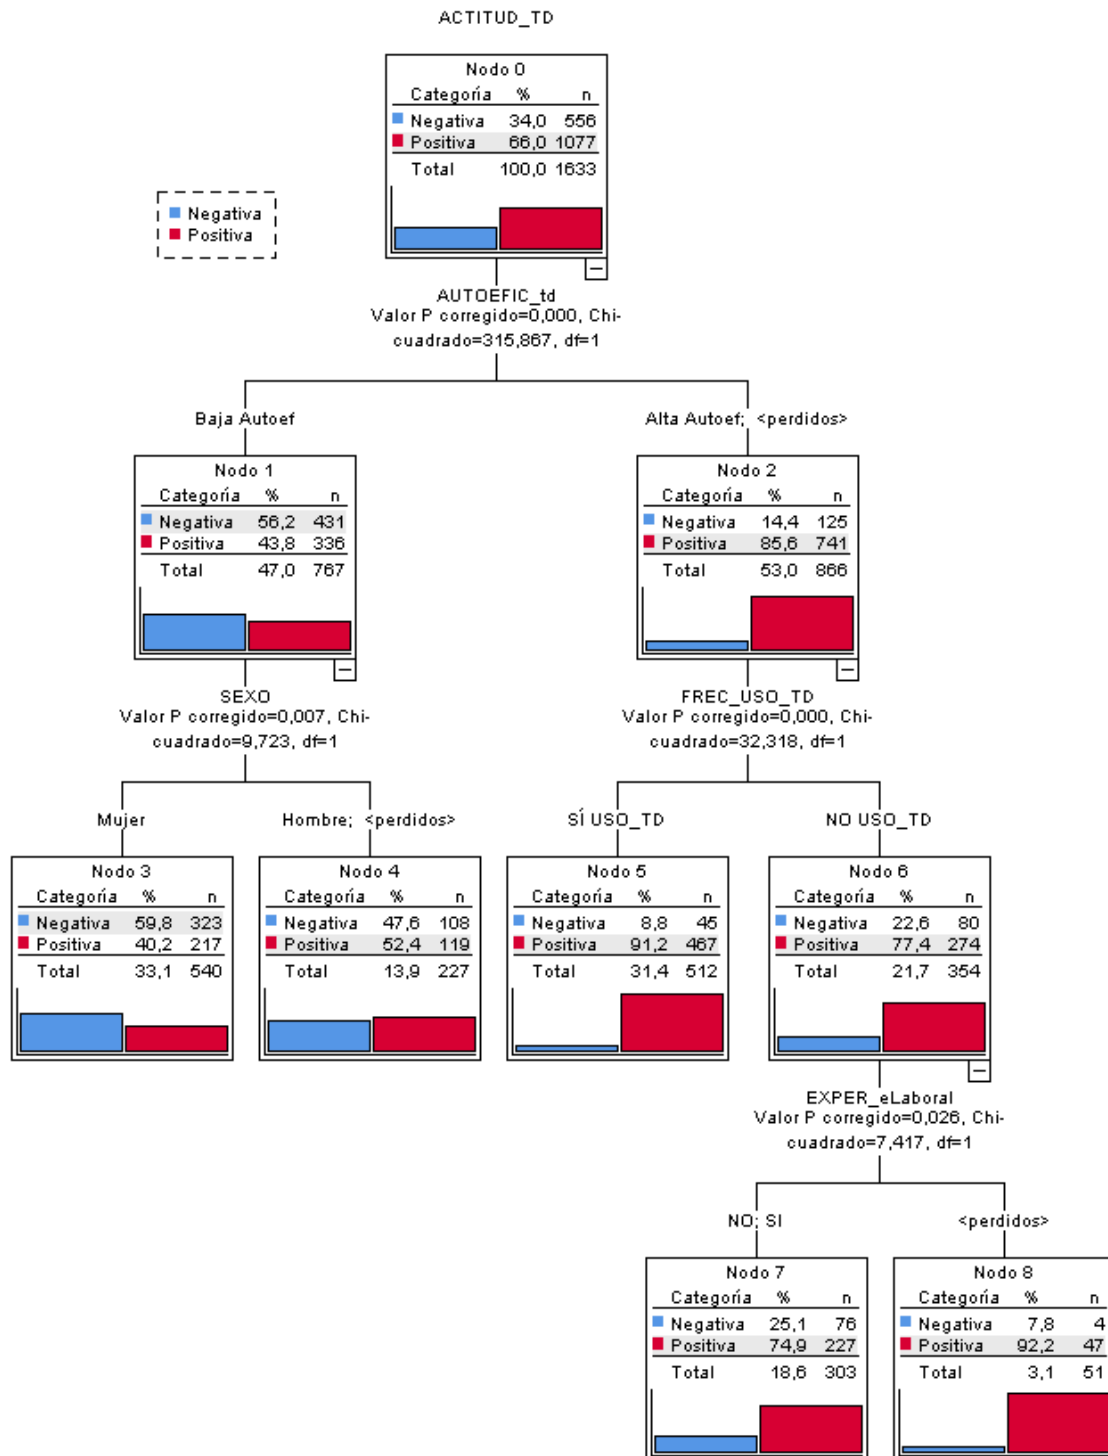 ACTITUD_TD
Nodo 0
Categoría % n
Negativa 34,0 556
Positiva 66,0 1077
Total 100,0 1633
Negativa
Positiva
AUTOEFIC_td
Valor P corregido=0,000, Chi-
cuadrado=315,867, df=1
Baja Autoef
Alta Autoef; <perdidos>
Nodo 1
Categoría % n
Negativa 56,2 431
Positiva 43,8 336
Total 47,0 767
Nodo 2
Categoría % n
Negativa 14,4 125
Positiva 85,6 741
Total 53,0 866
SEXO
Valor P corregido=0,007, Chi-
cuadrado=9,723, df=1
FREC_USO_TD
Valor P corregido=0,000, Chi-
cuadrado=32,318, df=1
Mujer
Hombre; <perdidos>
SÍ USO_TD
NO USO_TD
Nodo 3
Categoría % n
Negativa 59,8 323
Positiva 40,2 217
Total 33,1 540
Nodo 4
Categoría % n
Negativa 47,6 108
Positiva 52,4 119
Total 13,9 227
Nodo 5
Categoría % n
Negativa 8,8 45
Positiva 91,2 467
Total 31,4 512
Nodo 6
Categoría % n
Negativa 22,6 80
Positiva 77,4 274
Total 21,7 354
EXPER_eLaboral
Valor P corregido=0,026, Chi-
cuadrado=7,417, df=1
NO; SI
<perdidos>
Nodo 7
Categoría % n
Negativa 25,1 76
Positiva 74,9 227
Total 18,6 303
Nodo 8
Categoría % n
Negativa 7,8 4
Positiva 92,2 47
Total 3,1 51